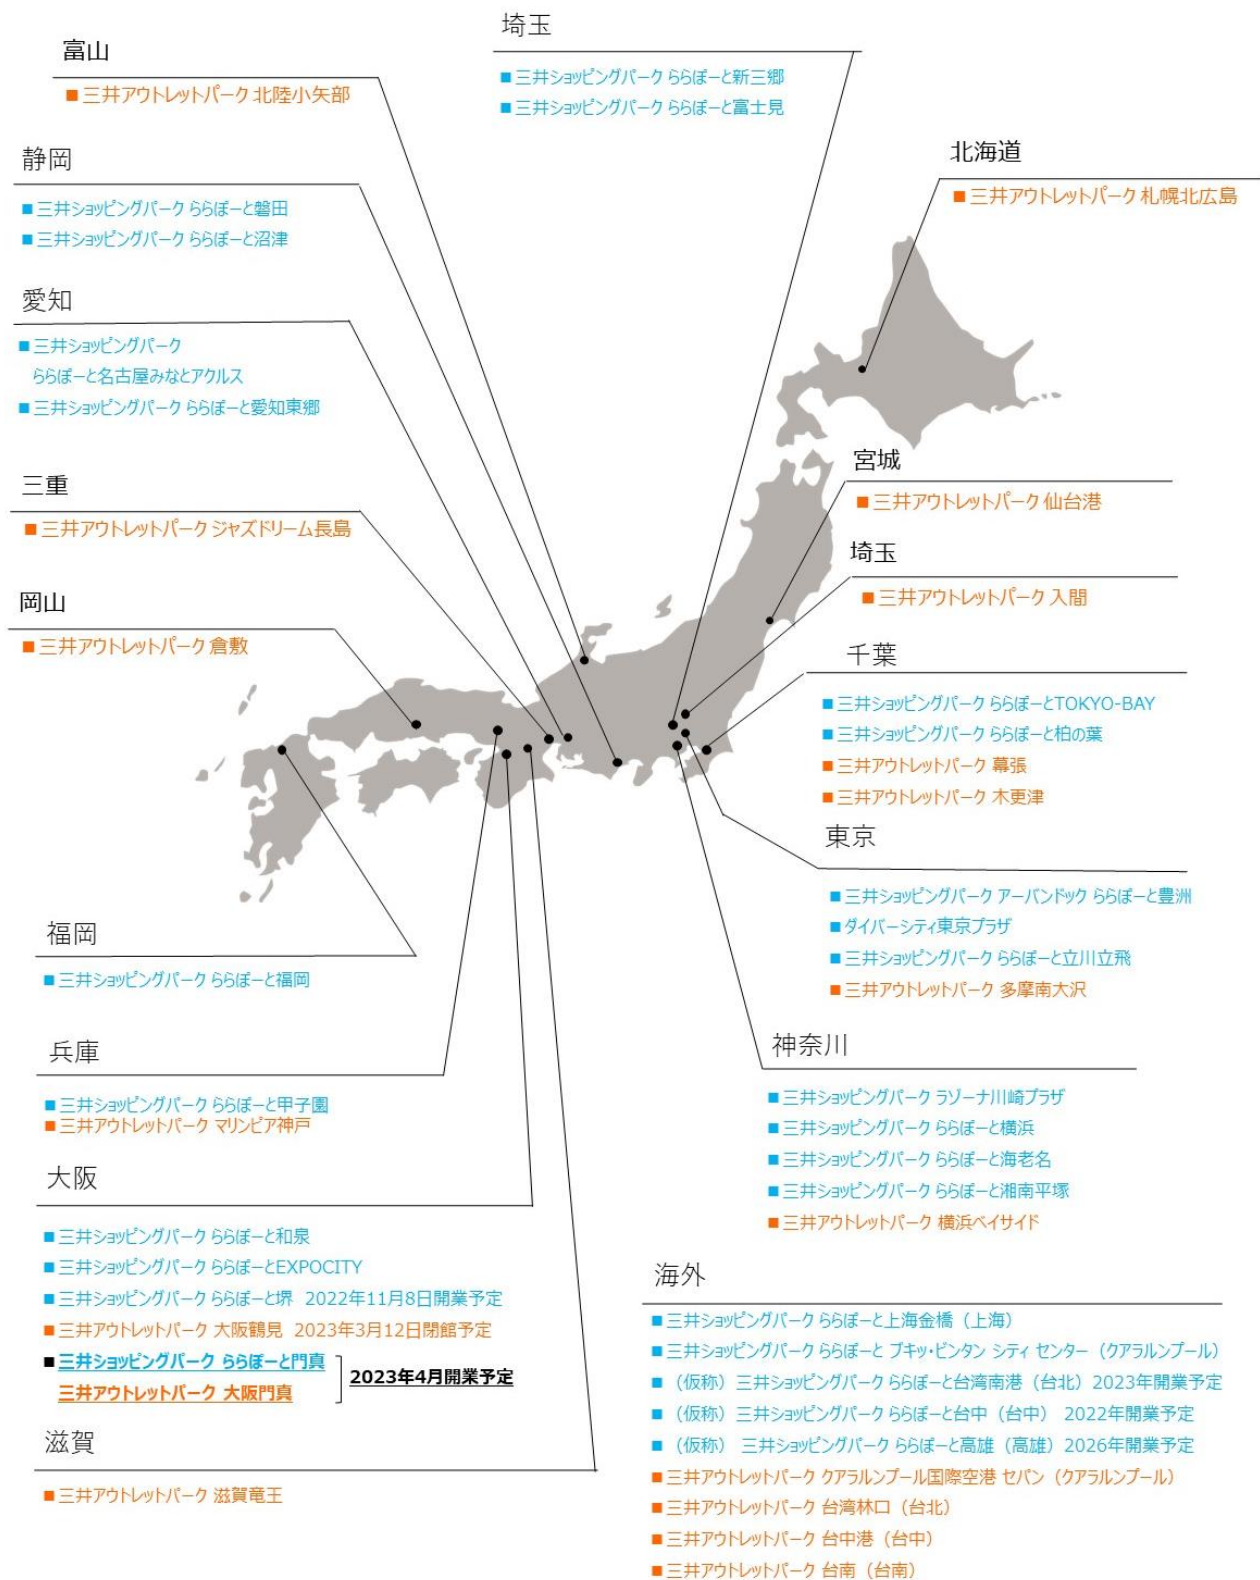 富山
■ 三井アウトレットパーク 北陸小矢部
静岡
■ 三井ショッピングパーク ららぽーと磐田
■ 三井ショッピングパーク ららぽーと沼津
愛知
■ 三井ショッピングパーク
ららぽーと名古屋みなとアクルス
■ 三井ショッピングパーク ららぽーと愛知東郷
三重
■ 三井アウトレットパーク ジャズドリーム長島
岡山
■ 三井アウトレットパーク 倉敷
福岡
■ 三井ショッピングパーク ららぽーと福岡
兵庫
■ 三井ショッピングパーク ららぽーと甲子園
■ 三井アウトレットパーク マリンピア神戸
大阪
■ 三井ショッピングパーク ららぽーと和泉
■ 三井ショッピングパーク ららぽーとEXPOCITY
■ 三井ショッピングパーク ららぽーと堺 2022年11月8日開業予定
■ 三井アウトレットパーク 大阪鶴見 2023年3月12日閉館予定
■ 三井ショッピングパーク ららぽーと門真
三井アウトレットパーク 大阪門真
2023年4月開業予定
滋賀
■ 三井アウトレットパーク 滋賀竜王
埼玉
■ 三井ショッピングパーク ららぽーと新三郷
■ 三井ショッピングパーク ららぽーと富士見
北海道
■ 三井アウトレットパーク 札幌北広島
宮城
■ 三井アウトレットパーク 仙台港
埼玉
■ 三井アウトレットパーク 入間
千葉
■ 三井ショッピングパーク ららぽーとTOKYO-BAY
■ 三井ショッピングパーク ららぽーと柏の葉
■ 三井アウトレットパーク 幕張
■ 三井アウトレットパーク 木更津
東京
■ 三井ショッピングパーク アーバンドック ららぽーと豊洲
■ ダイバーシティ東京プラザ
■ 三井ショッピングパーク ららぽーと立川立飛
■ 三井アウトレットパーク 多摩南大沢
神奈川
■ 三井ショッピングパーク ラゾーナ川崎プラザ
■ 三井ショッピングパーク ららぽーと横浜
■ 三井ショッピングパーク ららぽーと海老名
■ 三井ショッピングパーク ららぽーと湘南平塚
■ 三井アウトレットパーク 横浜ベイサイド
海外
■ 三井ショッピングパーク ららぽーと上海金橋（上海）
■ 三井ショッピングパーク ららぽーと ブキッ・ビンタン シティ センター（クアラルンプール）
■ （仮称）三井ショッピングパーク ららぽーと台湾南港（台北）2023年開業予定
■ （仮称）三井ショッピングパーク ららぽーと台中（台中） 2022年開業予定
■ （仮称） 三井ショッピングパーク ららぽーと高雄（高雄）2026年開業予定
■ 三井アウトレットパーク クアラルンプール国際空港 セパン（クアラルンプール）
■ 三井アウトレットパーク 台湾林口（台北）
■ 三井アウトレットパーク 台中港（台中）
■ 三井アウトレットパーク 台南（台南）